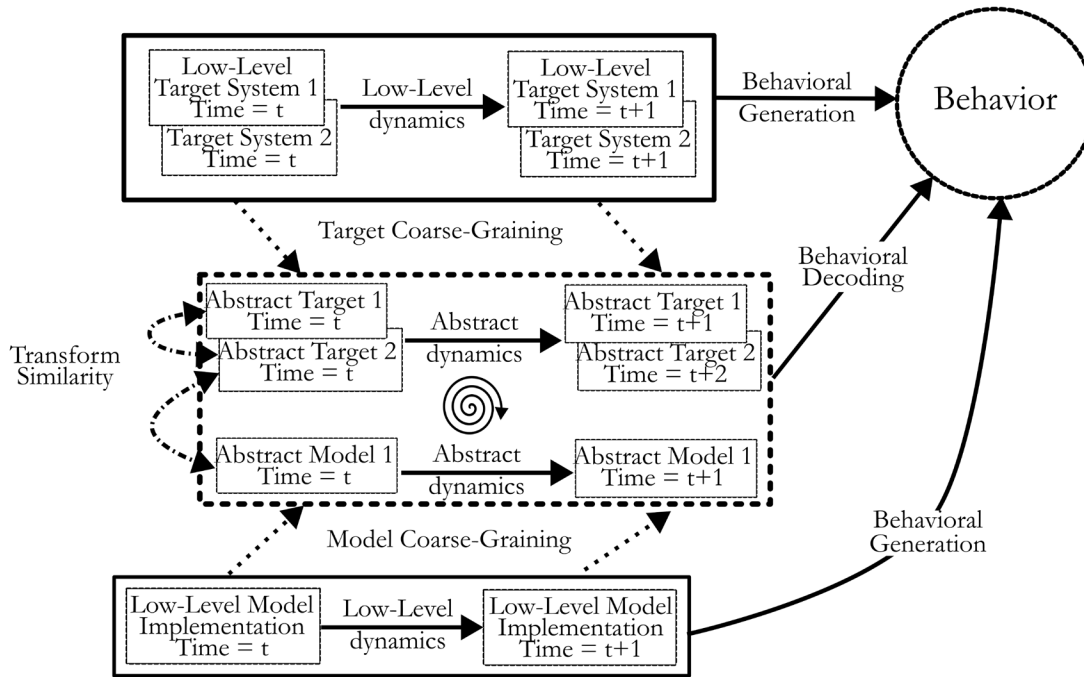 Low-Level
Target System 1
Time = t
Target System 2
Time = t
Low-Level
dynamics
Low-Level
Target System 1
Time = t+1
Target System 2
Time = t+1
Behavioral
Generation
Behavior
Target Coarse-Graining
Behavioral
Decoding
Transform
Similarity
Abstract Target 1
Time = t
Abstract Target 2
Time = t
Abstract
dynamics
Abstract Target 1
Time = t+1
Abstract Target 2
Time = t+2
Abstract Model 1
Time = t
Abstract
dynamics
Abstract Model 1
Time = t+1
Model Coarse-Graining
Behavioral
Generation
Low-Level Model
Implementation
Time = t
Low-Level
dynamics
Low-Level Model
Implementation
Time = t+1